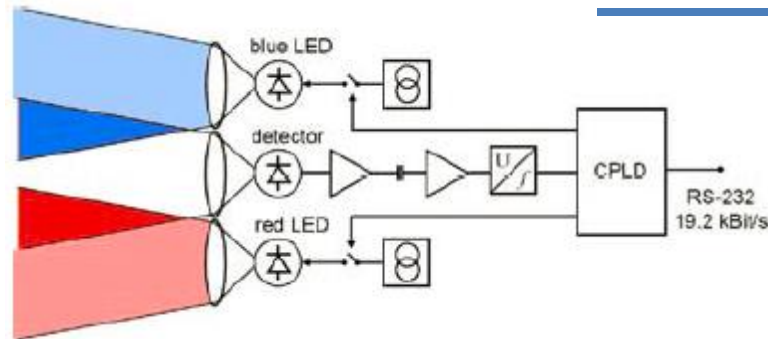 blue LED
detector
U
f
CPLD
RS-232
19.2 kBit/s
red LED